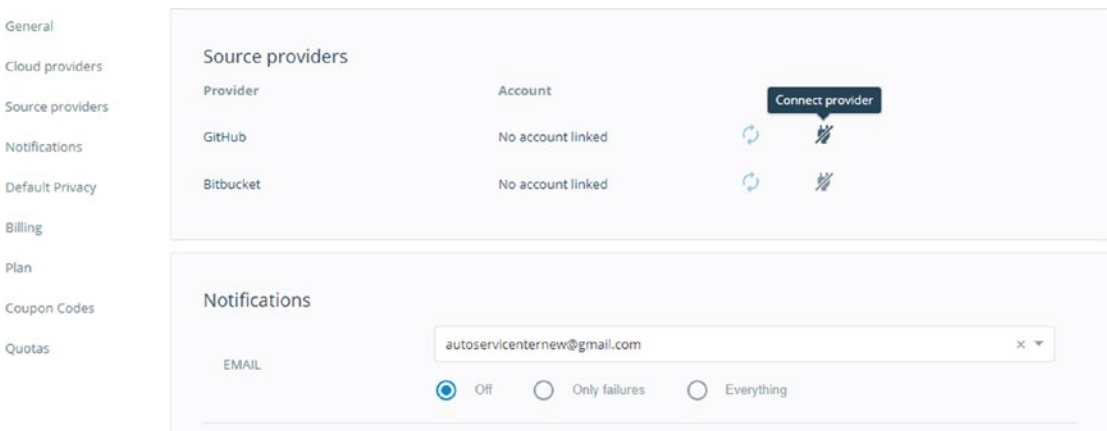 General
Cloud providers
Source providers
Notifications
Default Privacy
Billing
Plan
Coupon Codes
Quotas
Source providers
Provider Account
Connect provider
GitHub No account linked
Bitbucket No account linked
Notifications
EMAIL
autoservicenternew@gmail.com
Off Only failures Everything